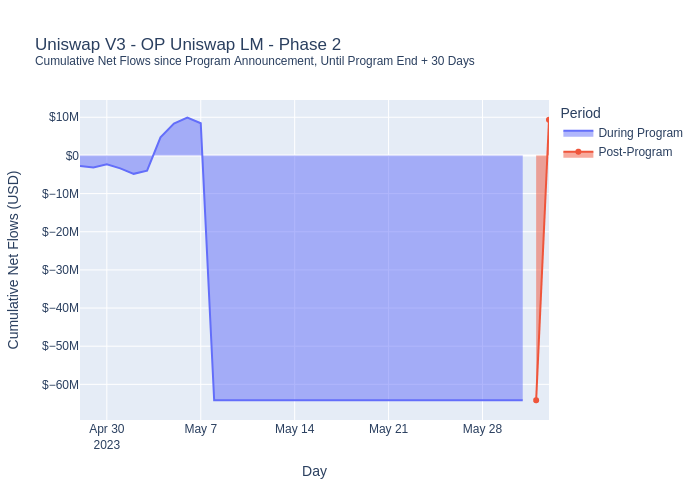 Uniswap V3 - OP Uniswap LM - Phase 2
Cumulative Net Flows since Program Announcement, Until Program End + 30 Days
Period
During Program
Post-Program
Cumulative Net Flows (USD)
$10M
$0
$−10M
$−20M
$−30M
$−40M
$−50M
$−60M
Apr 30
2023
May 7
May 14
May 21
May 28
Day